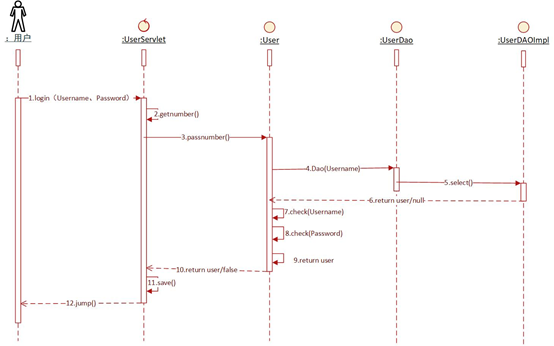 : 用户
:UserServlet
:User
:UserDao
:UserDAOImpl
1.login（Username、Password）
2.getnumber()
3.passnumber()
4.Dao(Username)
5.select()
6.return user/null
7.check(Username)
8.check(Password)
9.return user
10.return user/false
11.save()
12.jump()